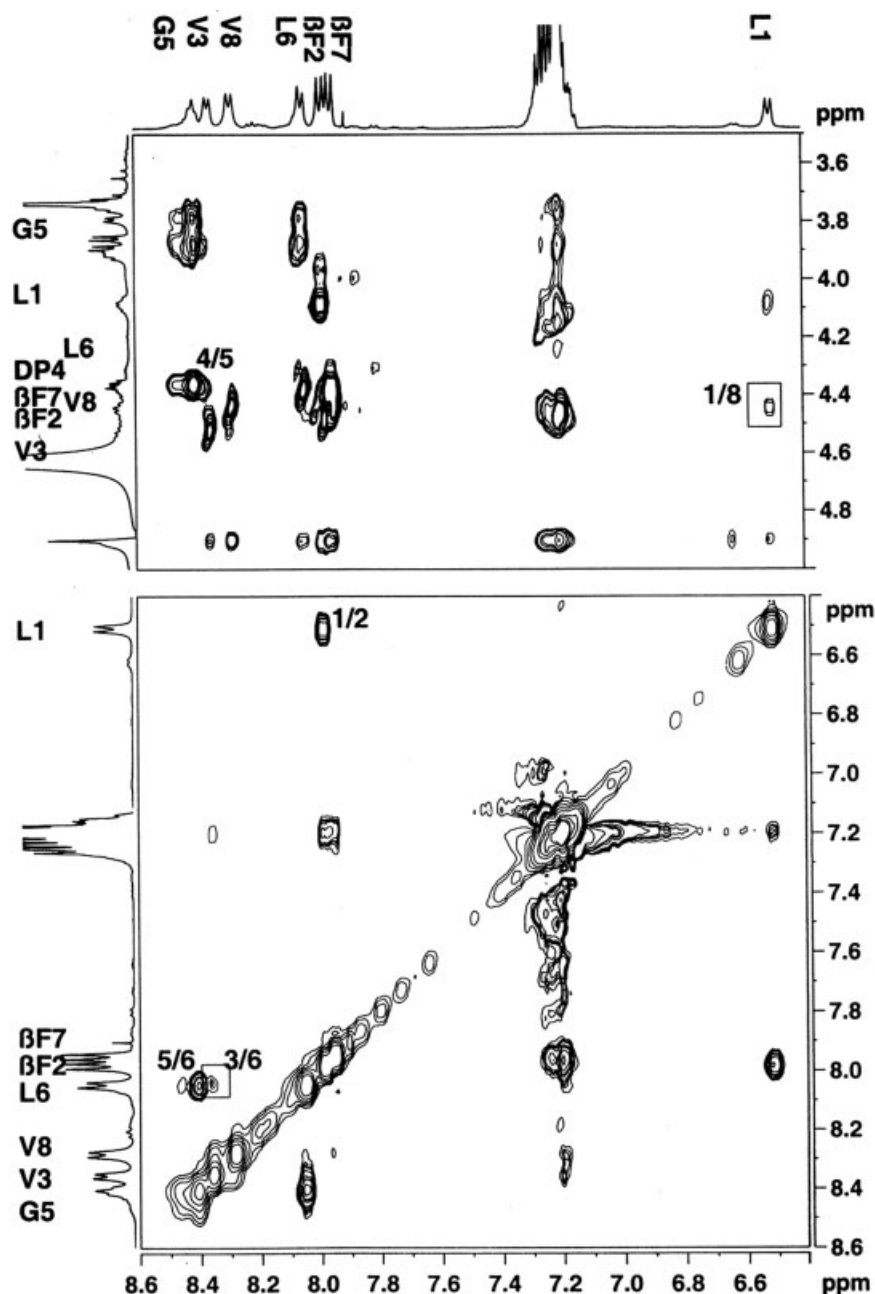 G5 V3 V8 L6 βF2 βF7 L1
ppm
3.6
3.8
4.0
4.2
4.4
4.6
4.8
G5
L1
L6
DP4
βF7 V8
βF2
V3
4/5
1/8
ppm
6.6
6.8
7.0
7.2
7.4
7.6
7.8
8.0
8.2
8.4
8.6
L1
1/2
βF7
βF2
L6
V8
V3
G5
5/6 3/6
8.6 8.4 8.2 8.0 7.8 7.6 7.4 7.2 7.0 6.8 6.6 ppm